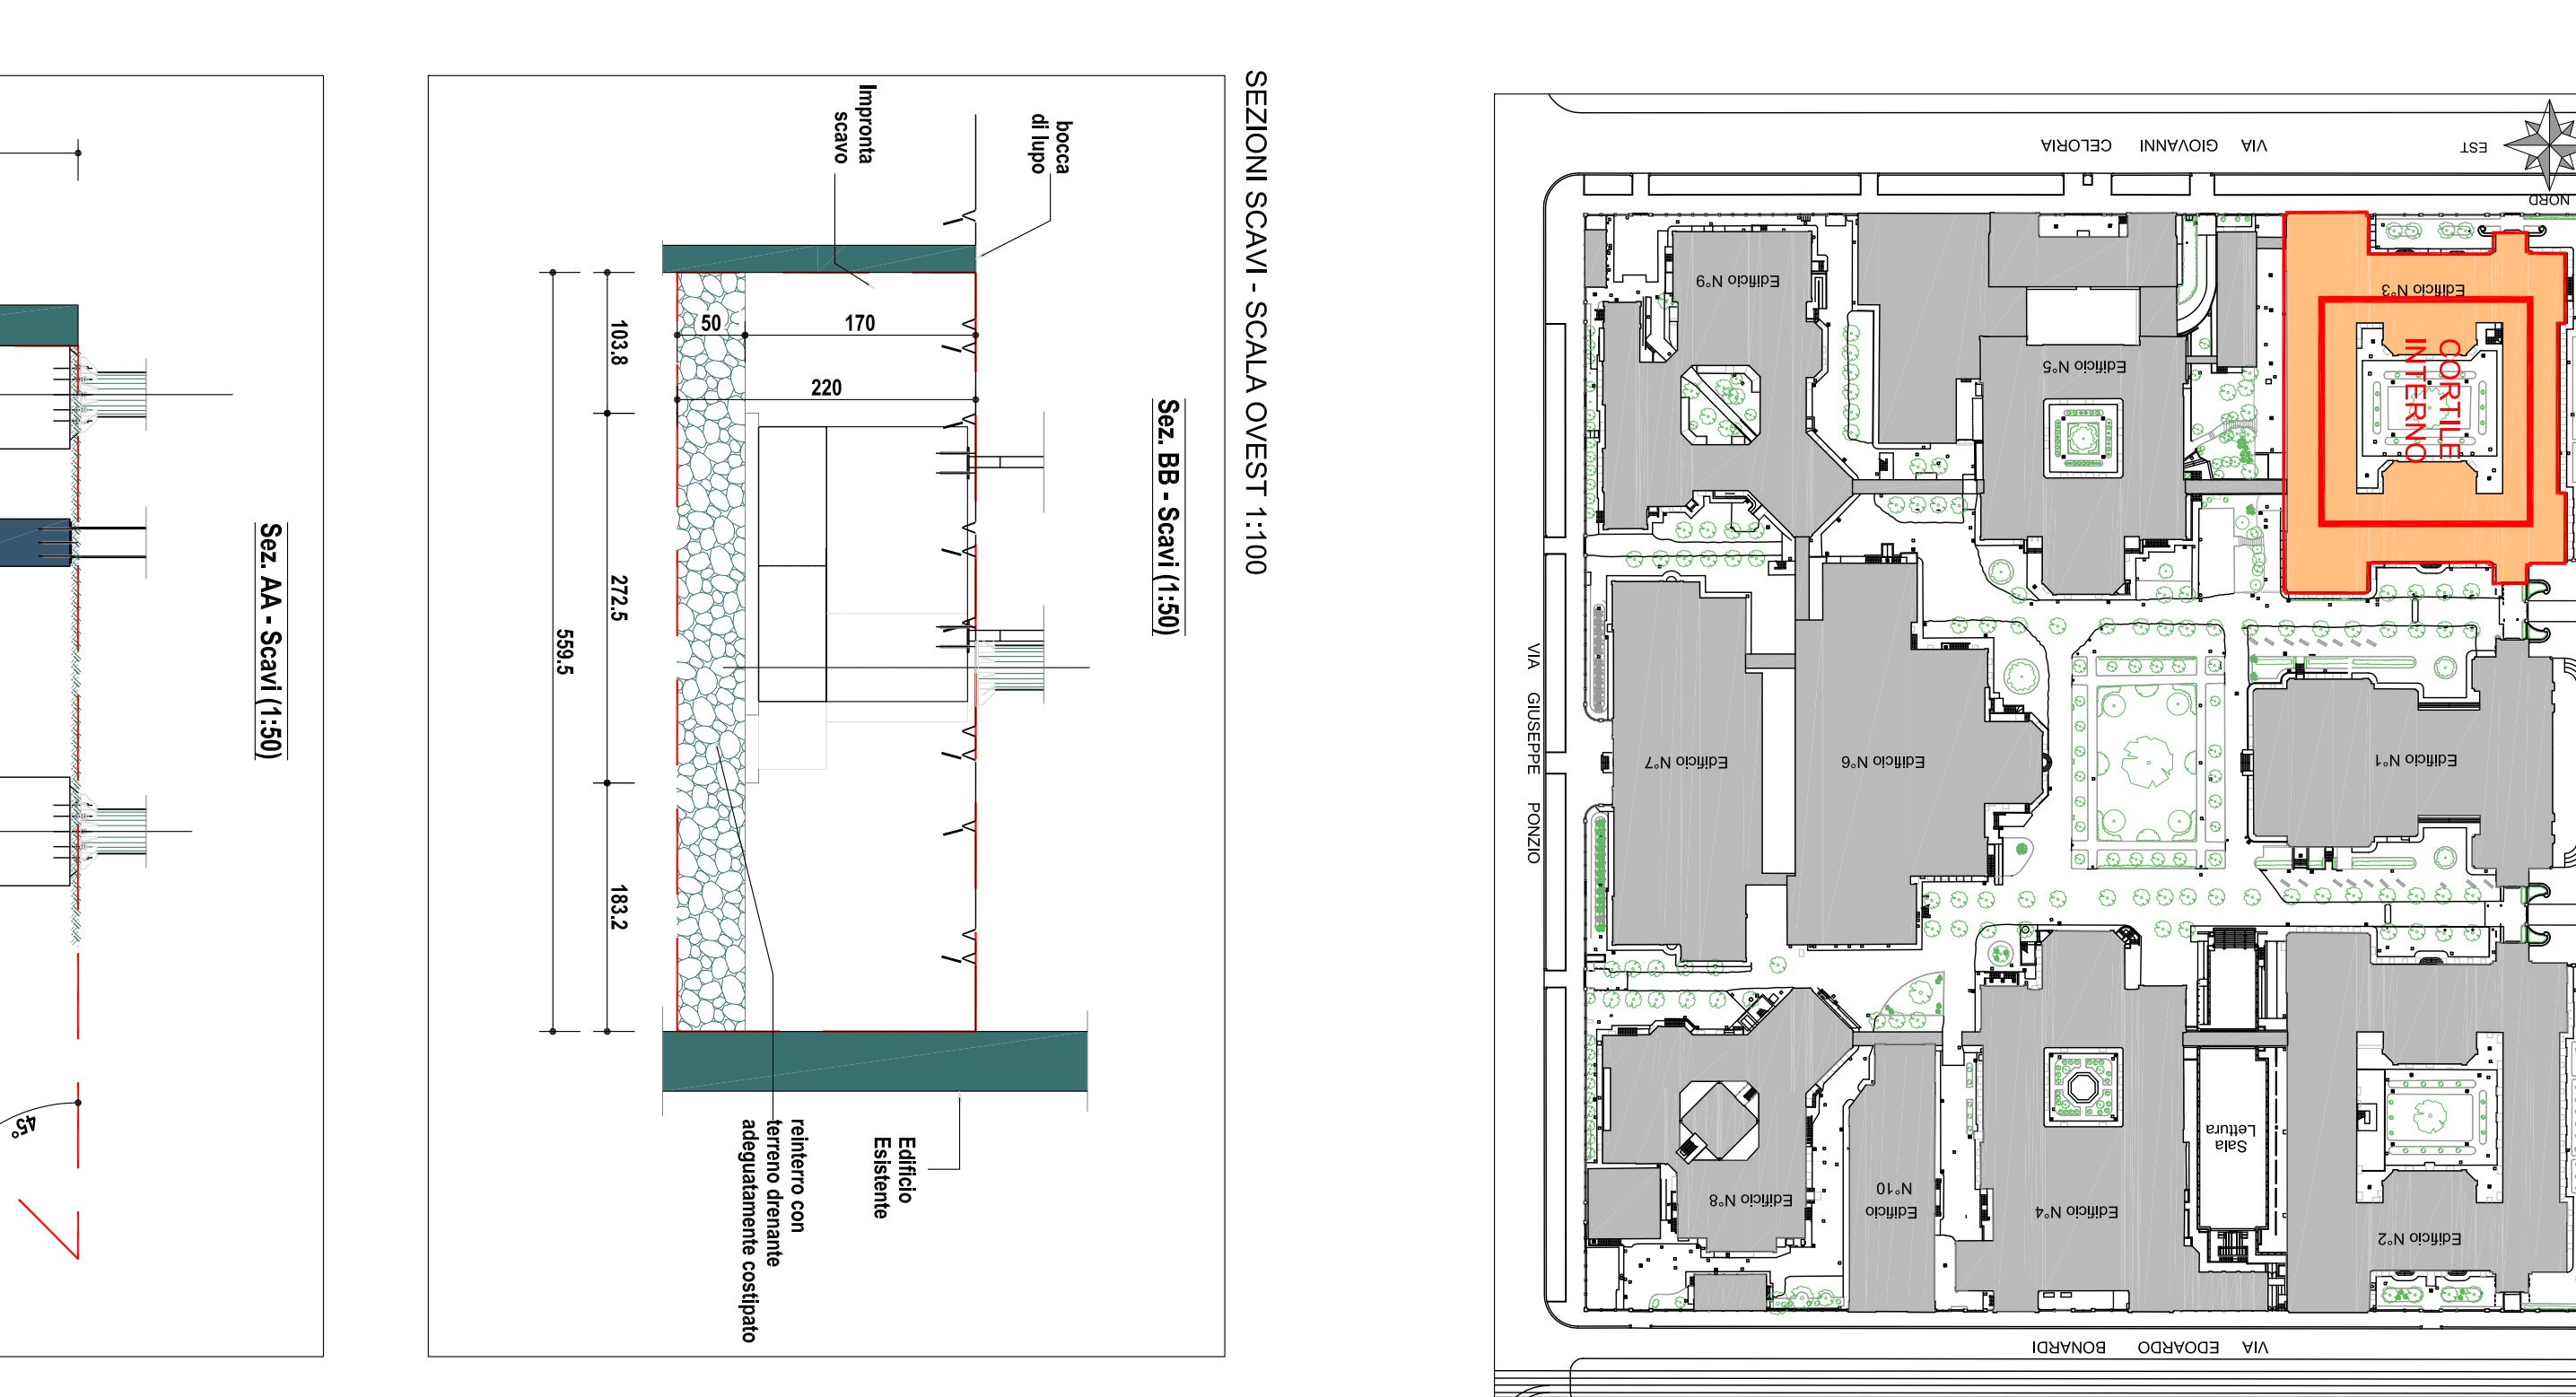 SEZIONI SCAVI - SCALA OVEST 1:100
Sez. BB - Scavi (1:50)
bocca
di lupo
Impronta
scavo
50
170
220
103.8
272.5
183.2
559.5
Edificio
Esistente
reinterro con
terreno drenante
adeguatamente costipato
Sez. AA - Scavi (1:50)
45°
VIA GIOVANNI CELORIA
EST
NORD
Edificio N°9
Edificio N°5
Edificio N°3
CORTILE
INTERNO
VIA GIUSEPPE PONZIO
Edificio N°7
Edificio N°6
Edificio N°1
Edificio N°8
Edificio
N°10
Edificio N°4
Sala
Lettura
Edificio N°2
VIA EDOARDO BONARDI